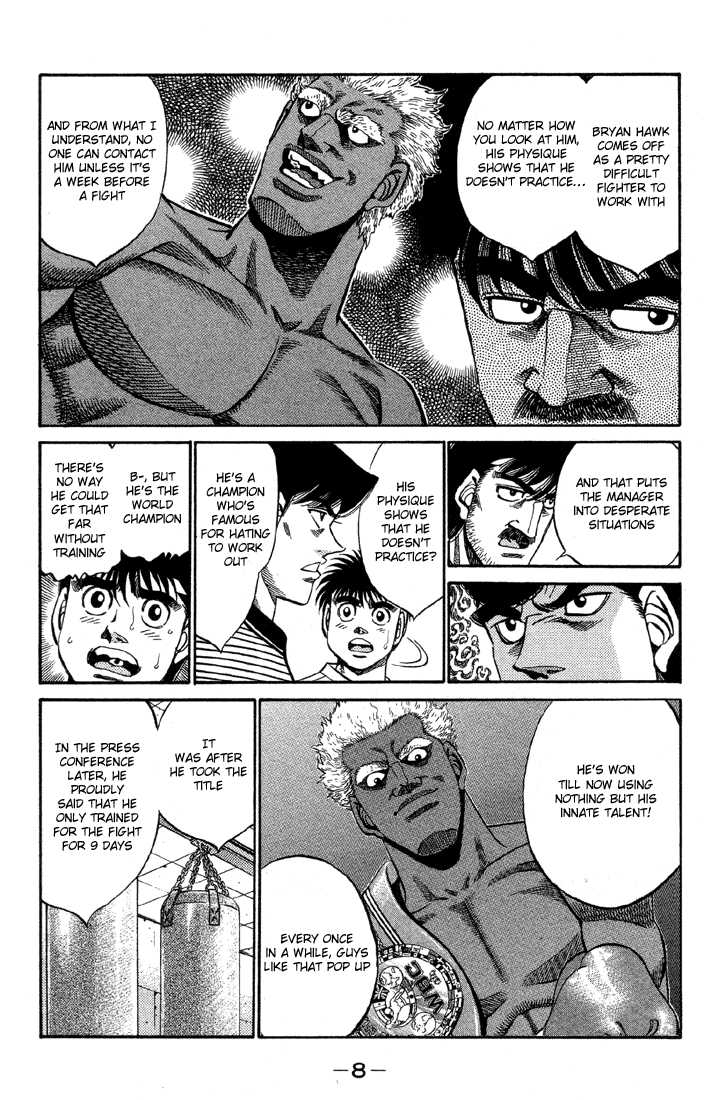 BRYAN HAWK
COMES OFF
AS A PRETTY
DIFFICULT
FIGHTER TO
WORK WITH
NO MATTER HOW
YOU LOOK AT HIM,
HIS PHYSIQUE
SHOWS THAT HE
DOESN'T PRACTICE...
AND FROM WHAT I
UNDERSTAND, NO
ONE CAN CONTACT
HIM UNLESS IT'S
A WEEK BEFORE
A FIGHT
AND THAT PUTS
THE MANAGER
INTO DESPERATE
SITUATIONS
HIS
PHYSIQUE
SHOWS
THAT HE
DOESN'T
PRACTICE?
HE'S A
CHAMPION
WHO'S
FAMOUS
FOR HATING
TO WORK
OUT
B-, BUT
HE'S THE
WORLD
CHAMPION
THERE'S
NO WAY
HE COULD
GET THAT
FAR
WITHOUT
TRAINING
HE'S WON
TILL NOW USING
NOTHING BUT HIS
INNATE TALENT!
EVERY ONCE
IN A WHILE, GUYS
LIKE THAT POP UP
WBC
IT
WAS AFTER
HE TOOK THE
TITLE
IN THE PRESS
CONFERENCE
LATER, HE
PROUDLY
SAID THAT HE
ONLY TRAINED
FOR THE FIGHT
FOR 9 DAYS
—8—